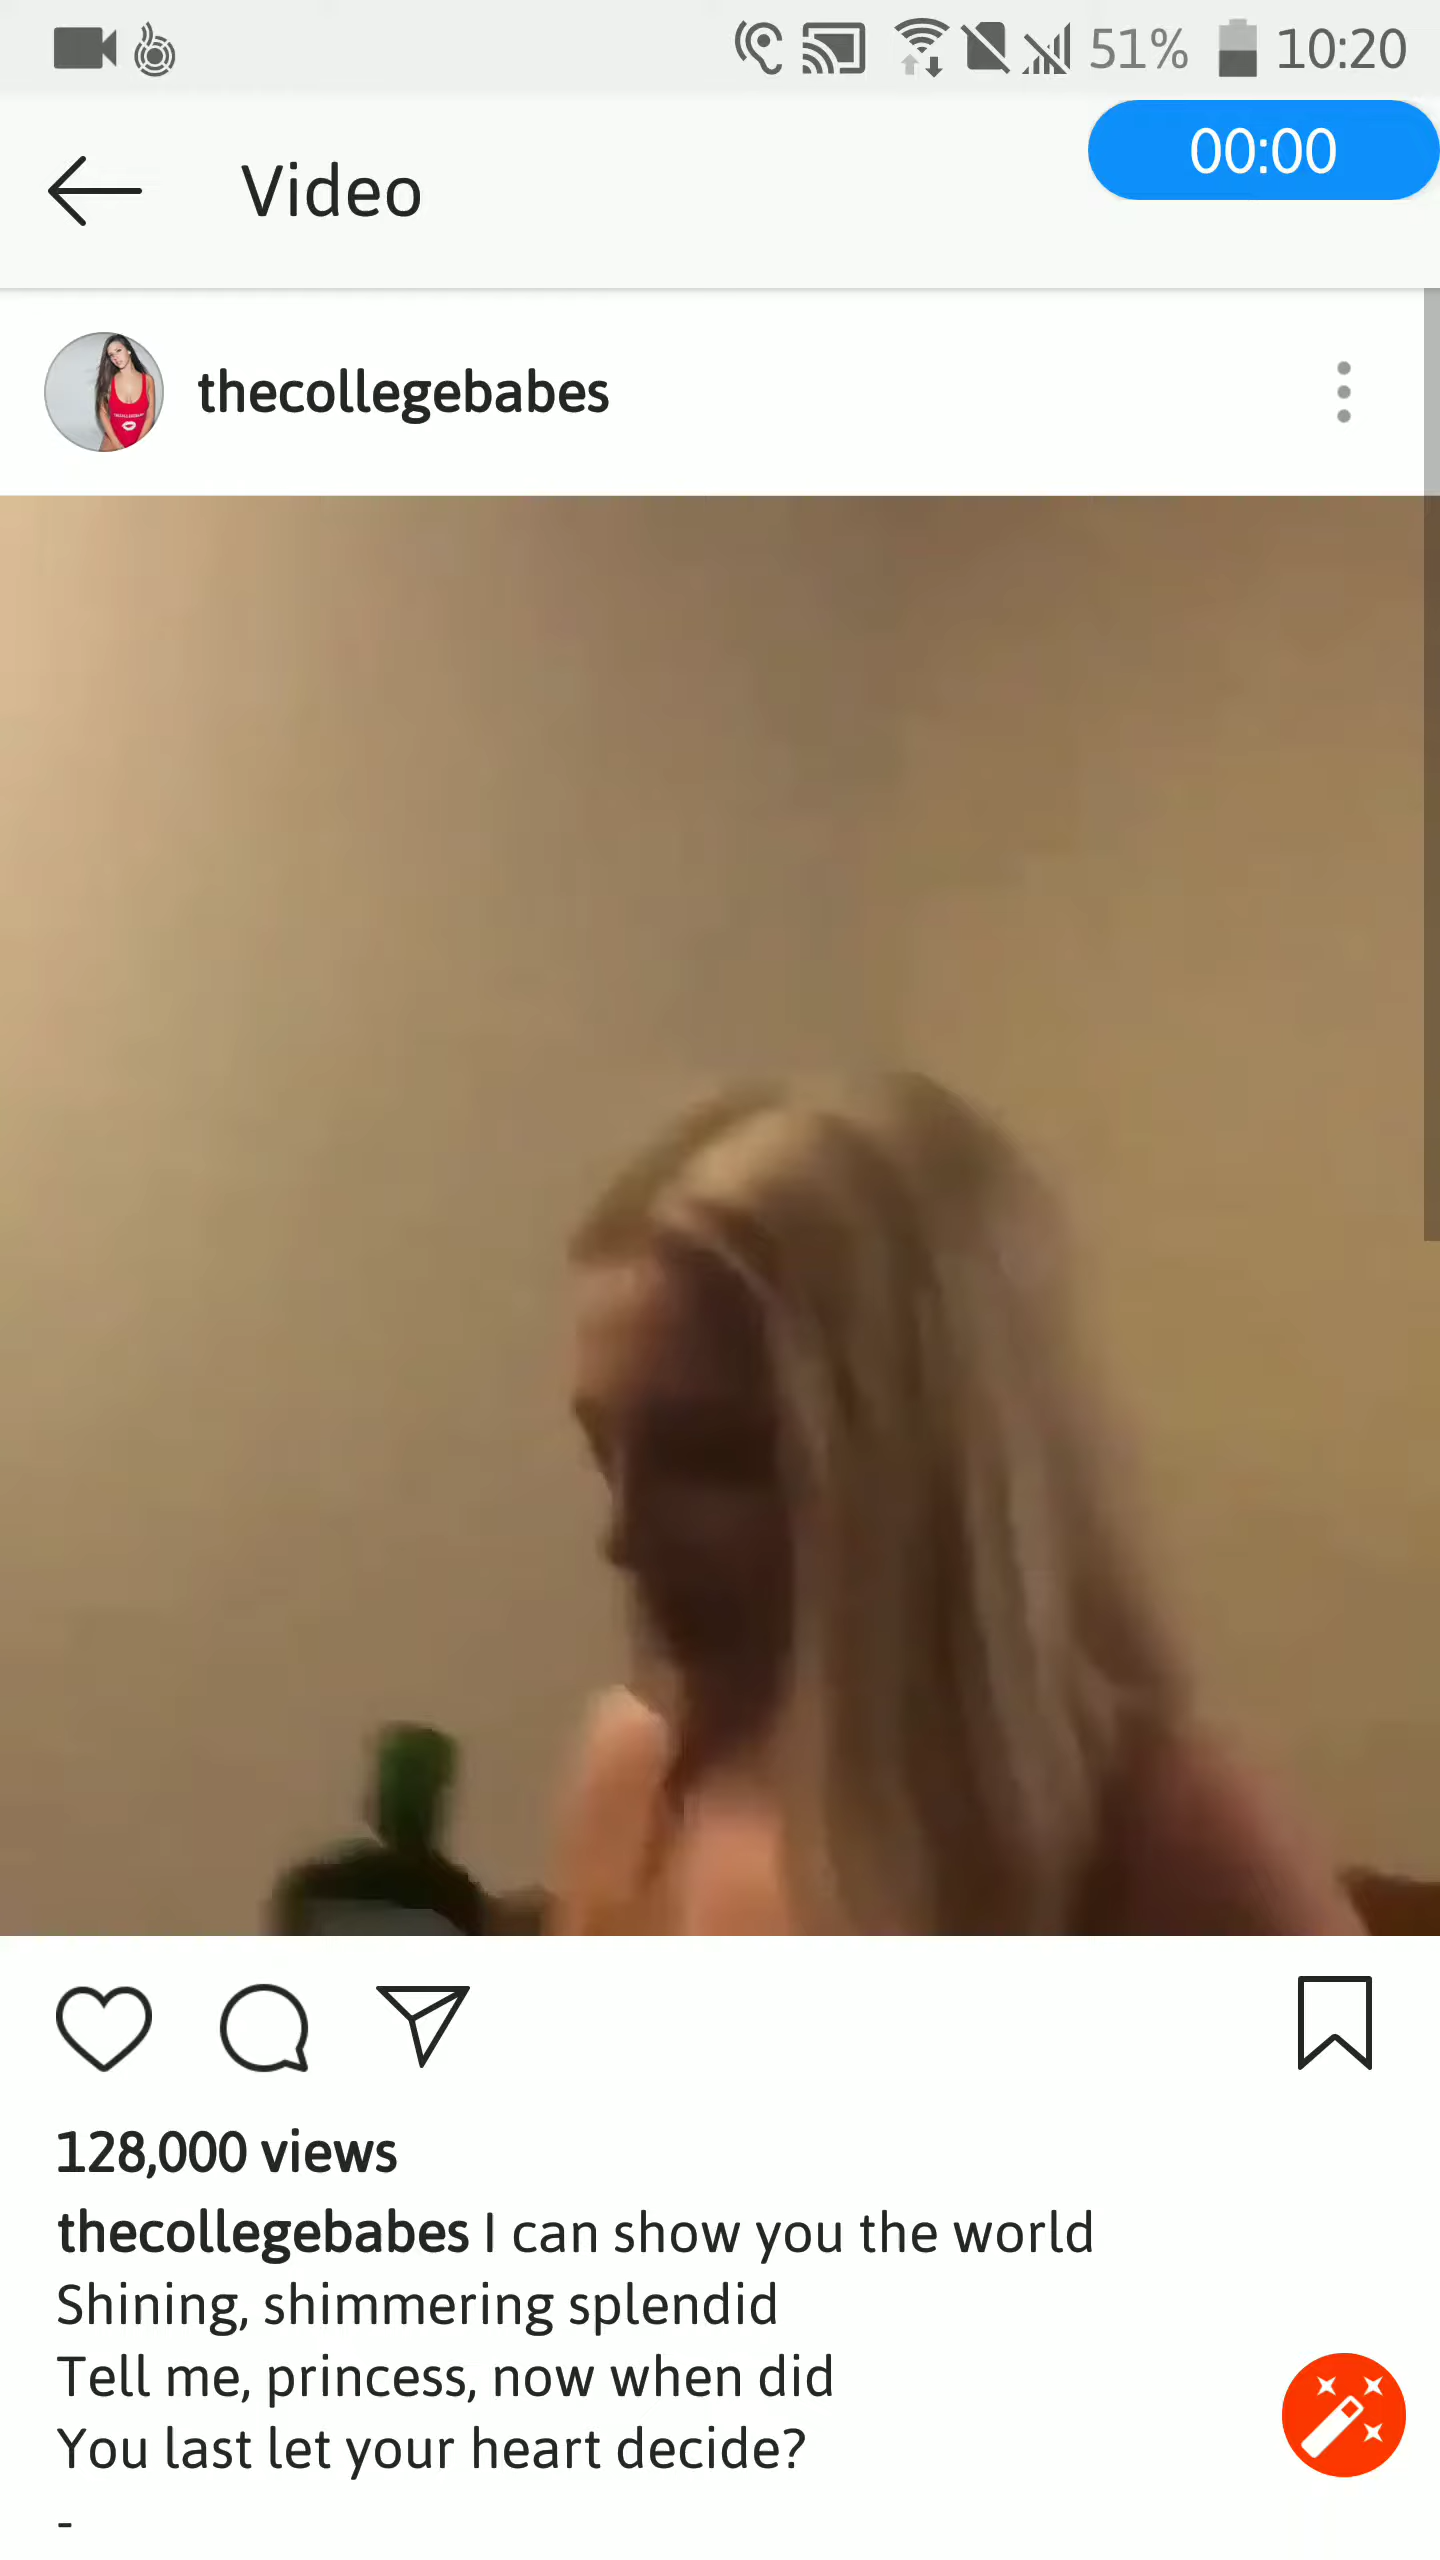 51% 10:20
00:00
Video
thecollegebabes
128,000 views
thecollegebabes I can show you the world
Shining, shimmering splendid
Tell me, princess, now when did
You last let your heart decide?
-